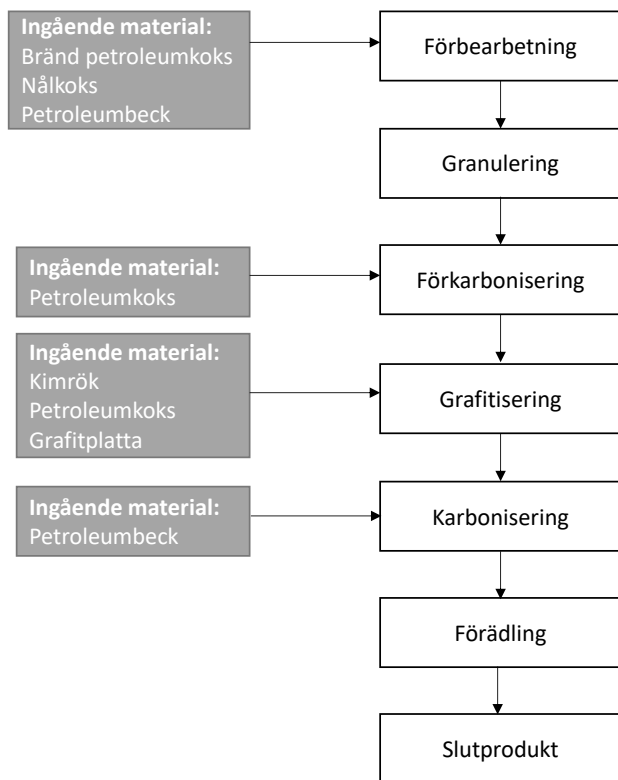 Ingående material:
Bränd petroleumkoks
Nålkoks
Petroleumbeck
Förbearbetning
Granulering
Ingående material:
Petroleumkoks
Förkarbonisering
Ingående material:
Kimrök
Petroleumkoks
Grafitplatta
Grafitisering
Ingående material:
Petroleumbeck
Karbonisering
Förädling
Slutprodukt